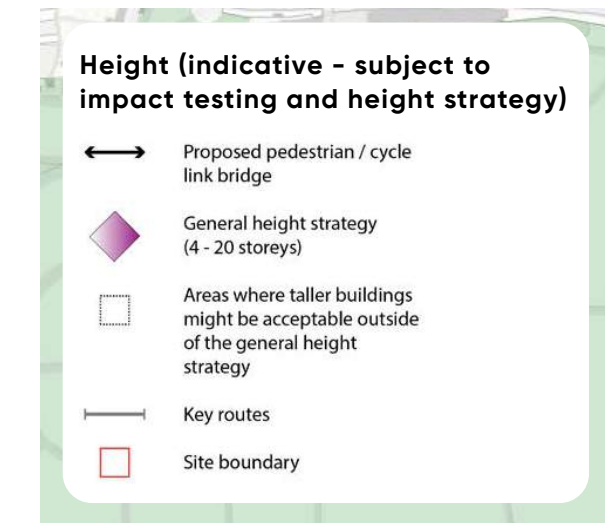 Height (indicative - subject to
impact testing and height strategy)
Proposed pedestrian / cycle
link bridge
General height strategy
(4 - 20 storeys)
Areas where taller buildings
might be acceptable outside
of the general height
strategy
Key routes
Site boundary